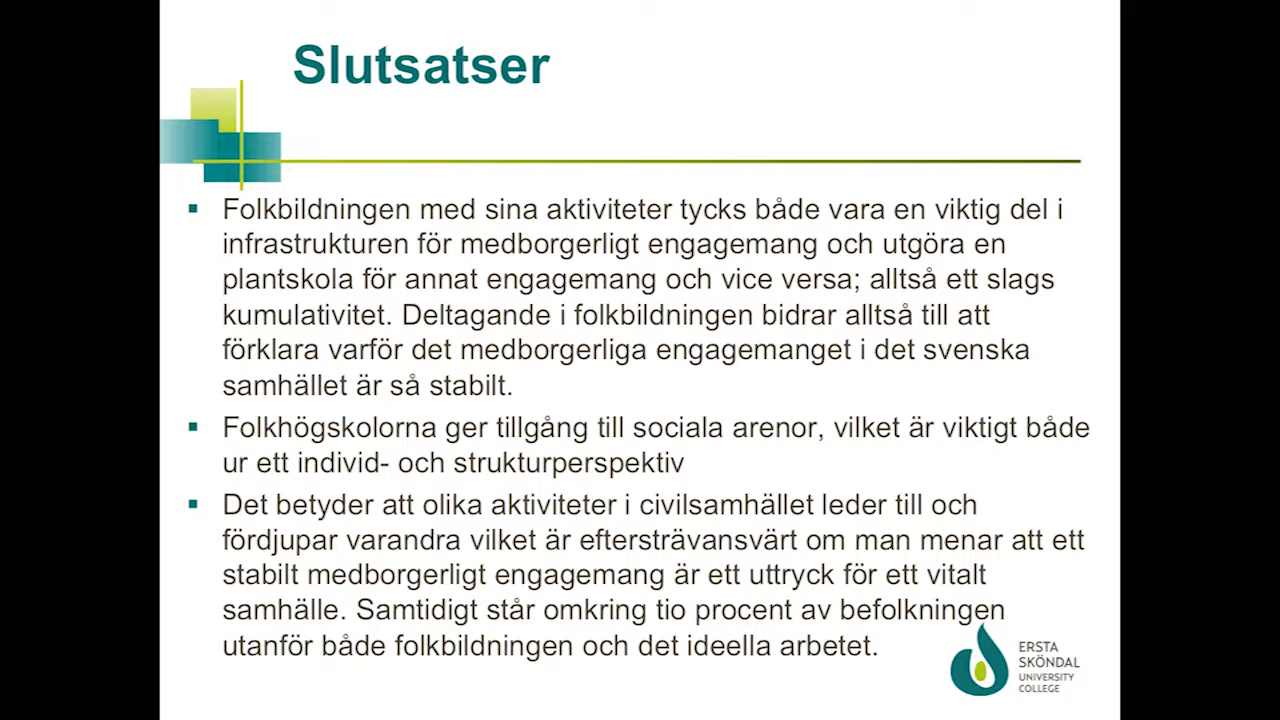 Slutsatser
▪ Folkbildningen med sina aktiviteter tycks både vara en viktig del i
infrastrukturen för medborgerligt engagemang och utgöra en
plantskola för annat engagemang och vice versa; alltså ett slags
kumulativitet. Deltagande i folkbildningen bidrar alltså till att
förklara varför det medborgerliga engagemanget i det svenska
samhället är så stabilt.
▪ Folkhögskolorna ger tillgång till sociala arenor, vilket är viktigt både
ur ett individ- och strukturperspektiv
▪ Det betyder att olika aktiviteter i civilsamhället leder till och
fördjupar varandra vilket är eftersträvansvärt om man menar att ett
stabilt medborgerligt engagemang är ett uttryck för ett vitalt
samhälle. Samtidigt står omkring tio procent av befolkningen
utanför både folkbildningen och det ideella arbetet.
ERSTA
SKÖNDAL
UNIVERSITY
COLLEGE